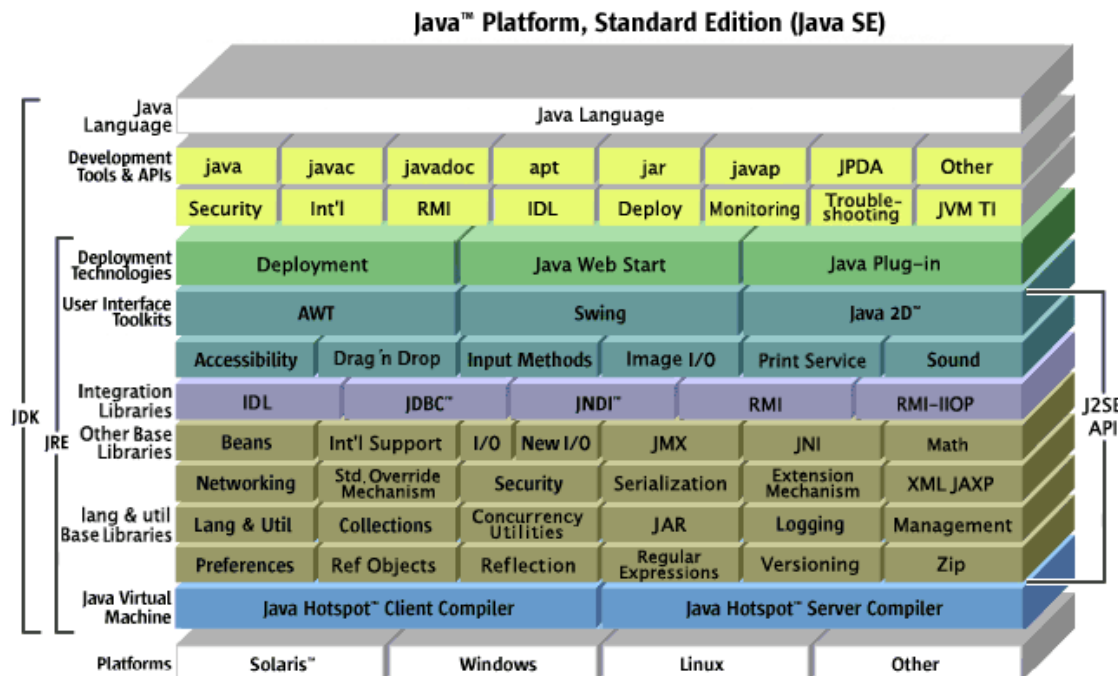 Java™ Platform, Standard Edition (Java SE)
Java
Language
Java Language
Development
Tools & APIs
java javac javadoc apt jar javap JPDA Other
Security Int'l RMI IDL Deploy Monitoring Trouble-
shooting JVM TI
Deployment
Technologies
Deployment Java Web Start Java Plug-in
User Interface
Toolkits
AWT Swing Java 2D™
Accessibility Drag 'n Drop Input Methods Image I/O Print Service Sound
Integration
Libraries
IDL JDBC™ JNDI™ RMI RMI-IIOP
JDK
JRE
J2SE
API
Other Base
Libraries
Beans Int'l Support I/O New I/O JMX JNI Math
Networking Std. Override
Mechanism Security Serialization Extension
Mechanism XML JAXP
lang & util
Base Libraries
Lang & Util Collections Concurrency
Utilities JAR Logging Management
Preferences Ref Objects Reflection Regular
Expressions Versioning Zip
Java Virtual
Machine
Java Hotspot™ Client Compiler Java Hotspot™ Server Compiler
Platforms
Solaris™ Windows Linux Other